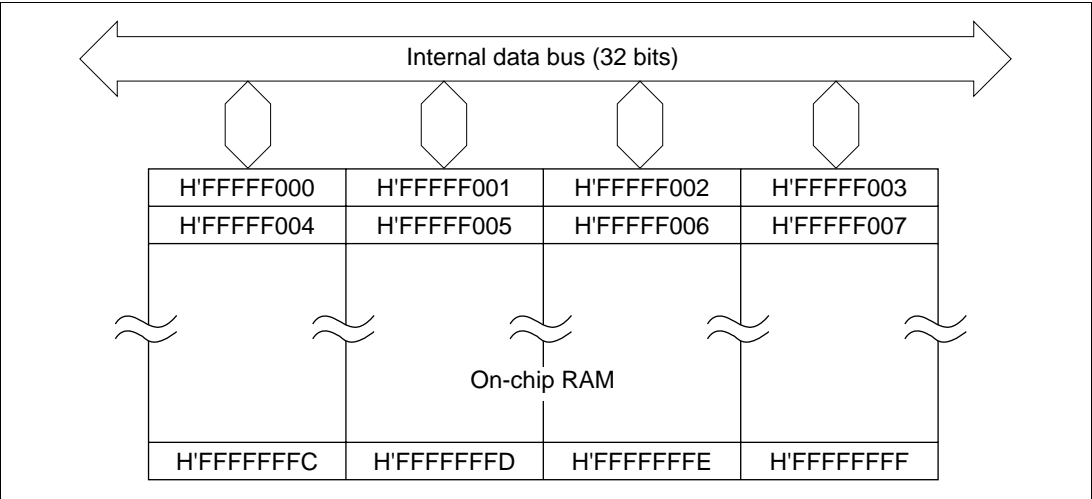 Internal data bus (32 bits)
H'FFFFF000 H'FFFFF001 H'FFFFF002 H'FFFFF003
H'FFFFF004 H'FFFFF005 H'FFFFF006 H'FFFFF007
On-chip RAM
H'FFFFFFFC H'FFFFFFFD H'FFFFFFFE H'FFFFFFFF